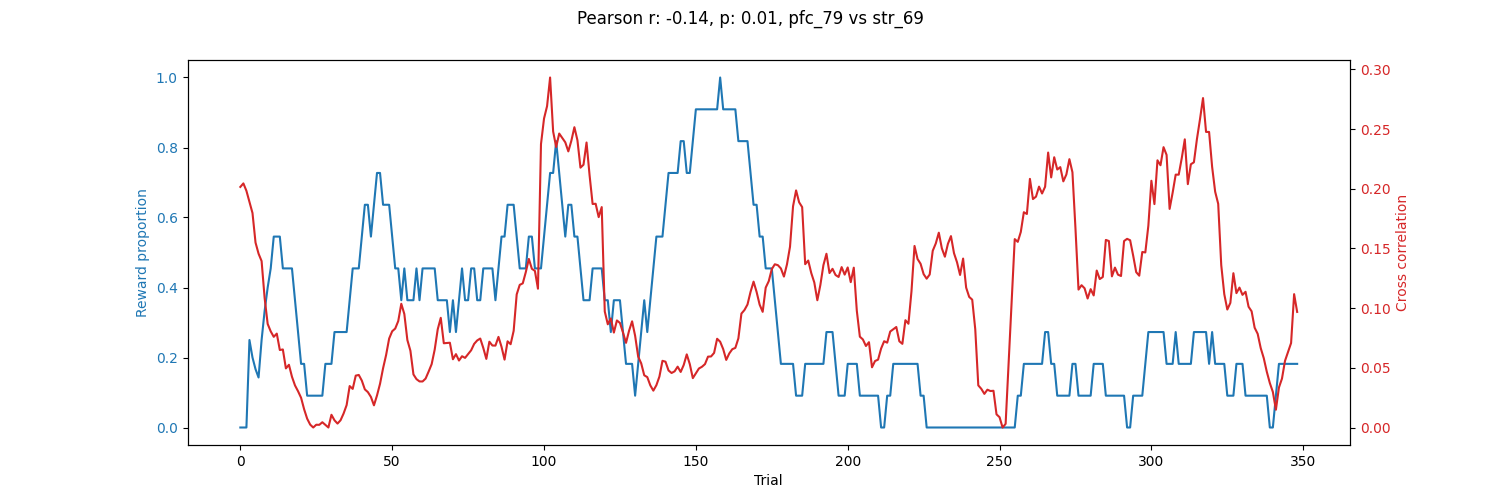 Pearson r: -0.14, p: 0.01, pfc_79 vs str_69
1.0
0.8
0.6
0.4
0.2
0.0
Reward proportion
0.30
0.25
0.20
0.15
0.10
0.05
0.00
Cross correlation
0 50 100 150 200 250 300 350
Trial